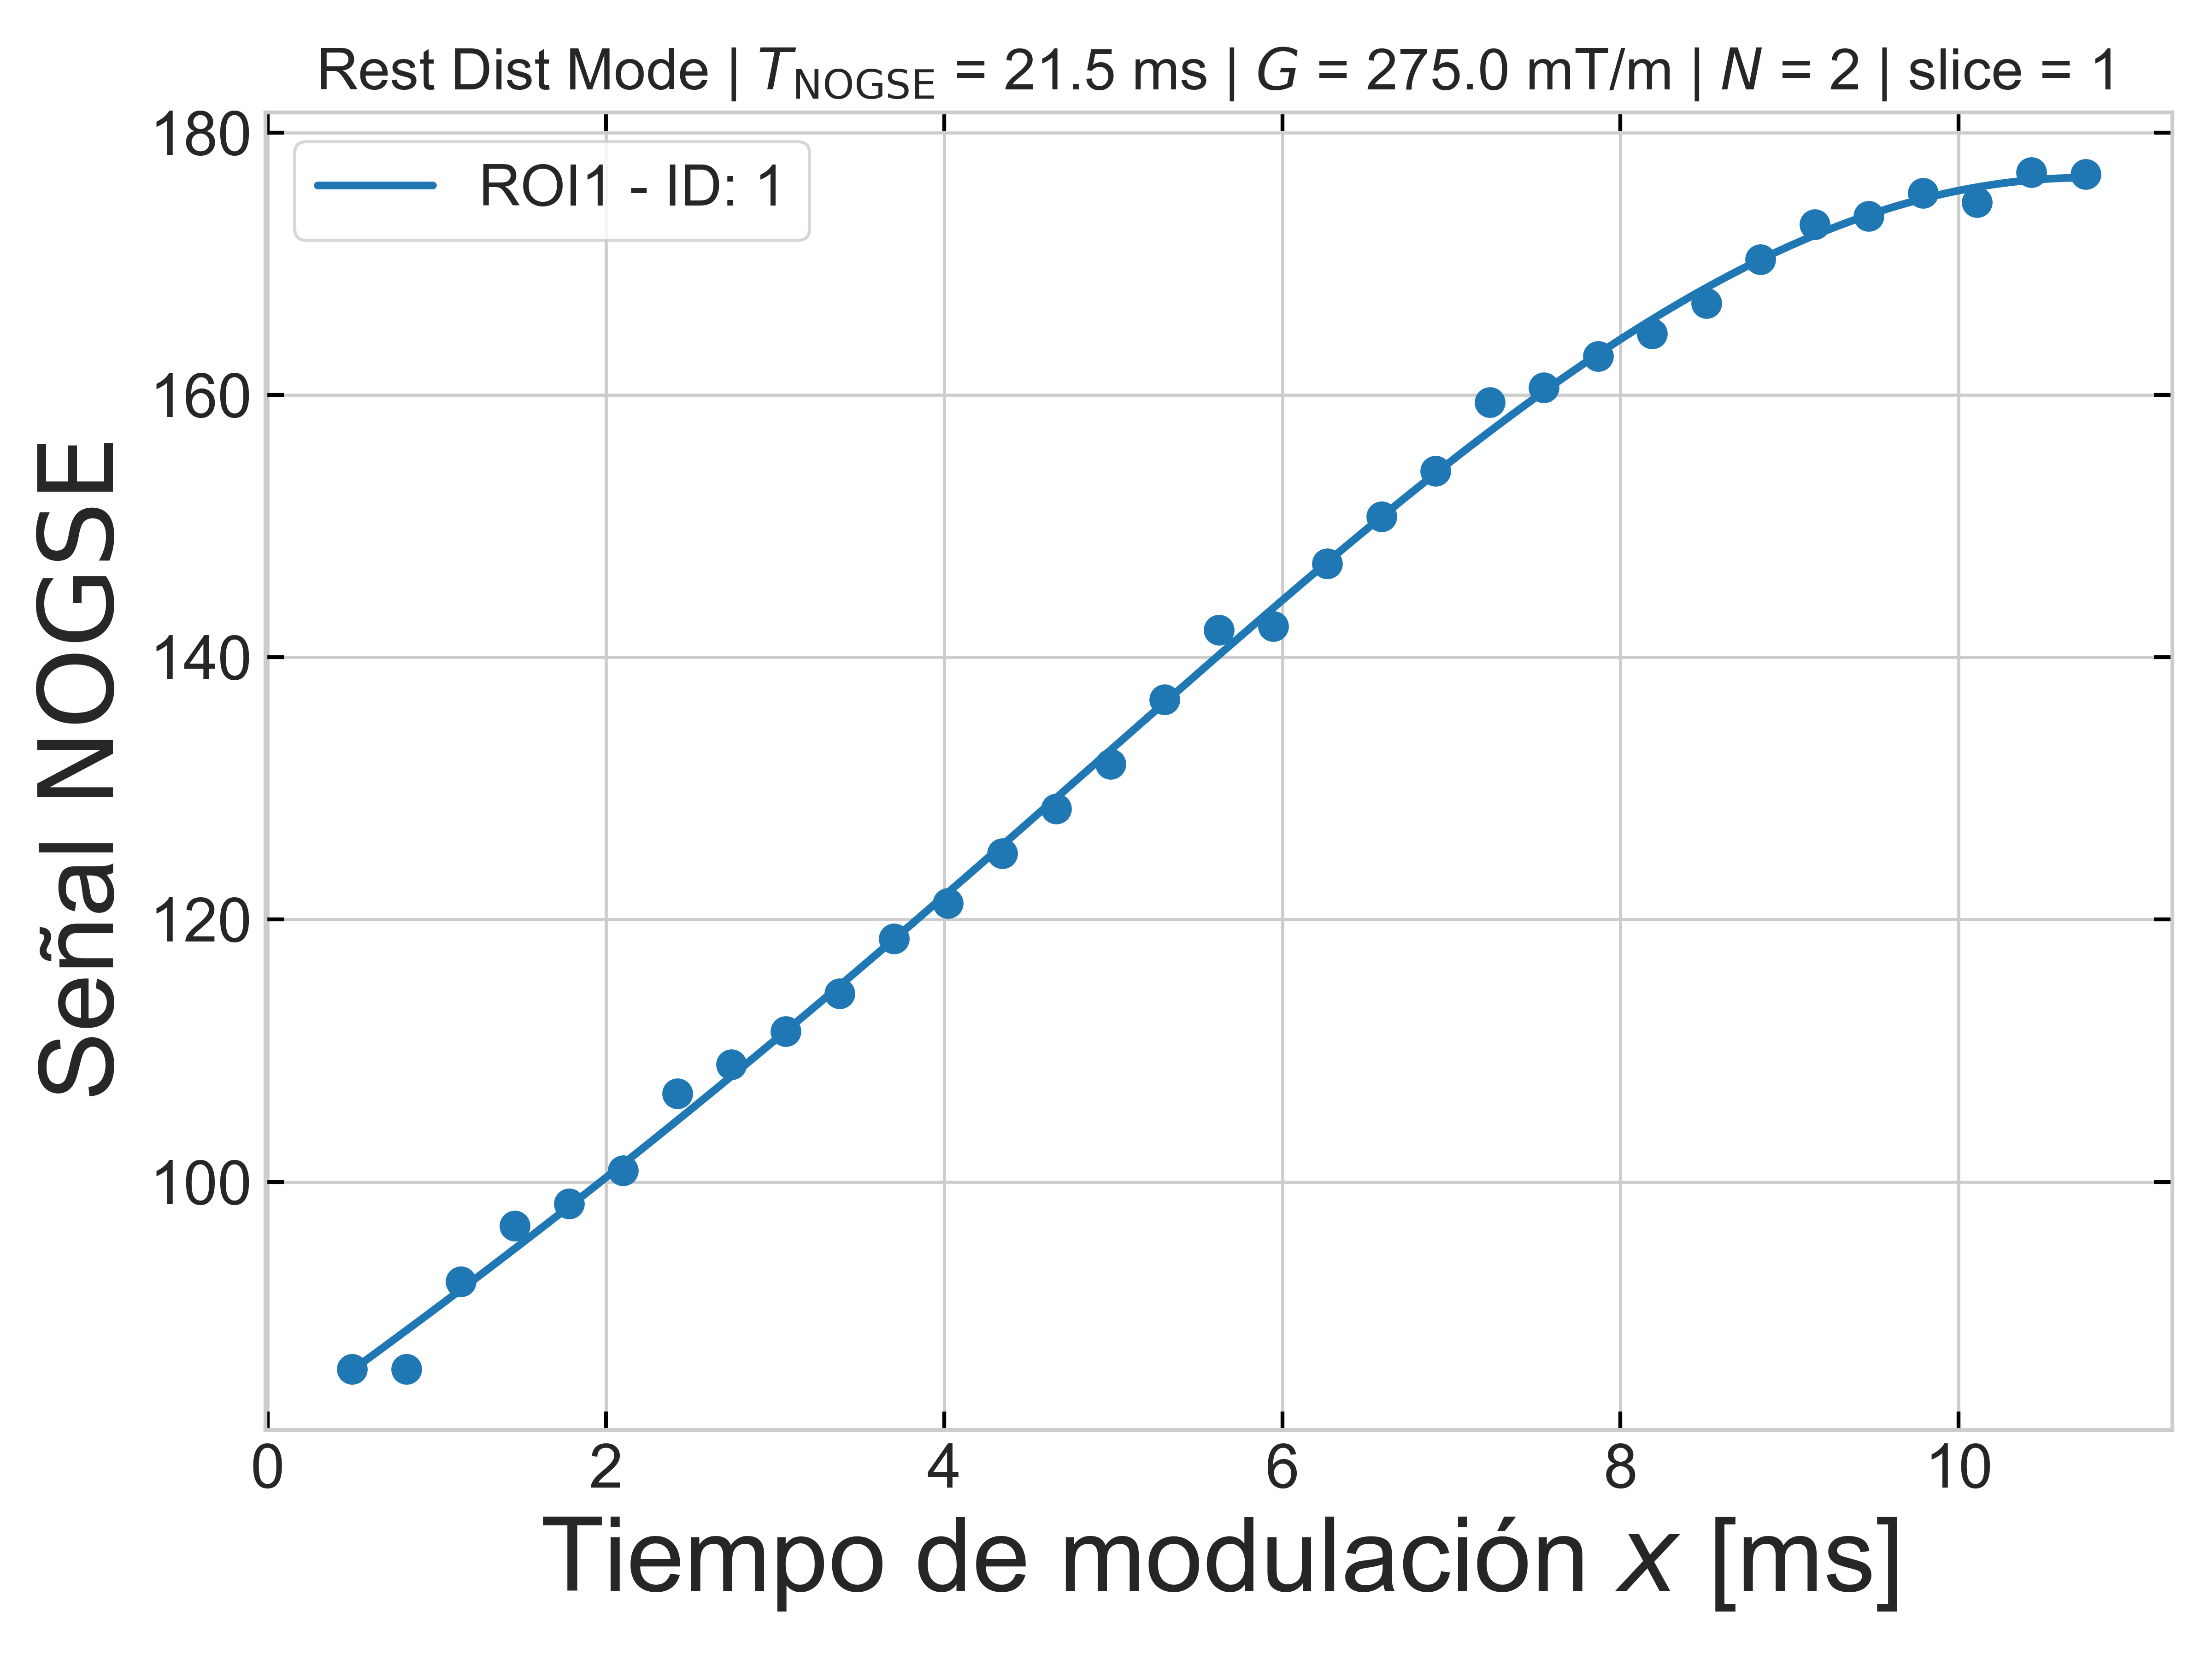 Rest Dist Mode | T_NOGSE = 21.5 ms | G = 275.0 mT/m | N = 2 | slice = 1
ROI1 - ID: 1
Señal NOGSE
180
160
140
120
100
0 2 4 6 8 10
Tiempo de modulación x [ms]